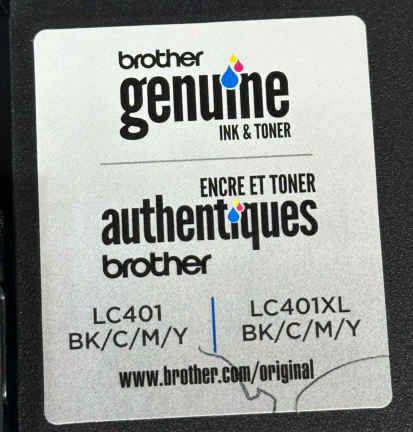 brother
genuine
INK & TONER
ENCRE ET TONER
authentiques
brother
LC401
BK/C/M/Y
LC401XL
BK/C/M/Y
www.brother.com/original